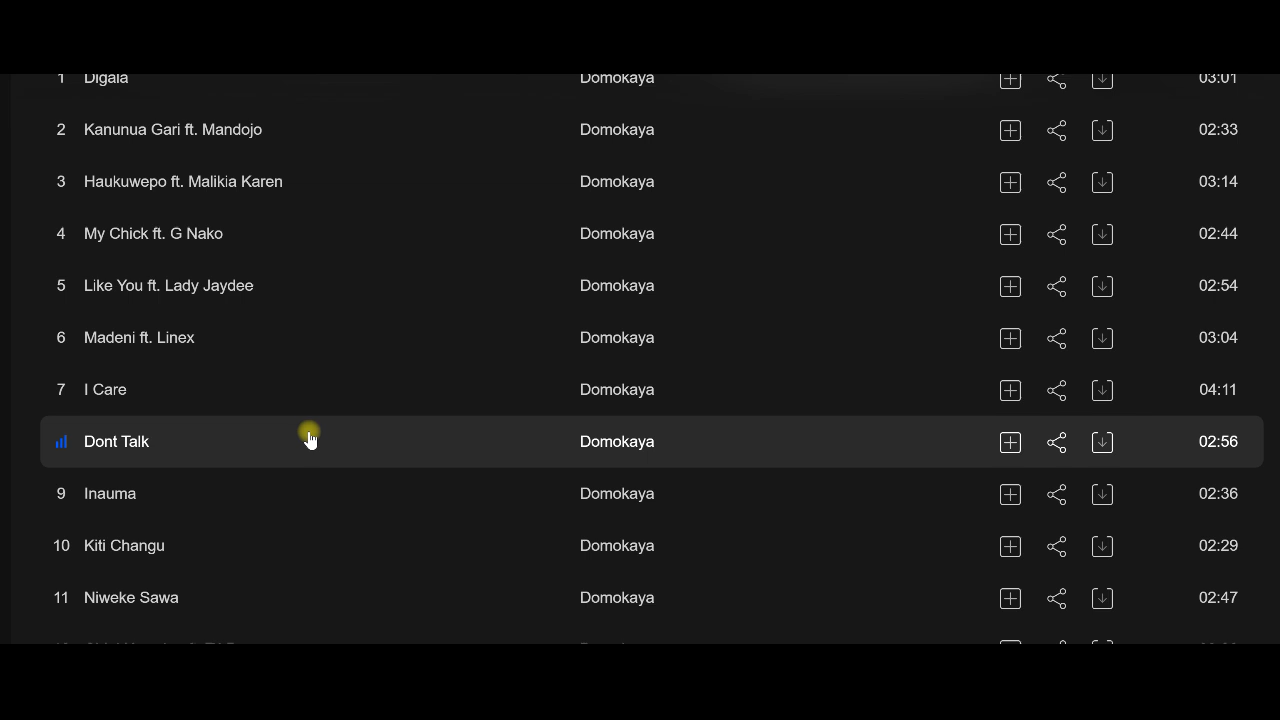 1 Digala Domokaya 03:01
2 Kanunua Gari ft. Mandojo Domokaya 02:33
3 Haukuwepo ft. Malikia Karen Domokaya 03:14
4 My Chick ft. G Nako Domokaya 02:44
5 Like You ft. Lady Jaydee Domokaya 02:54
6 Madeni ft. Linex Domokaya 03:04
7 I Care Domokaya 04:11
Dont Talk Domokaya 02:56
9 Inauma Domokaya 02:36
10 Kiti Changu Domokaya 02:29
11 Niweke Sawa Domokaya 02:47